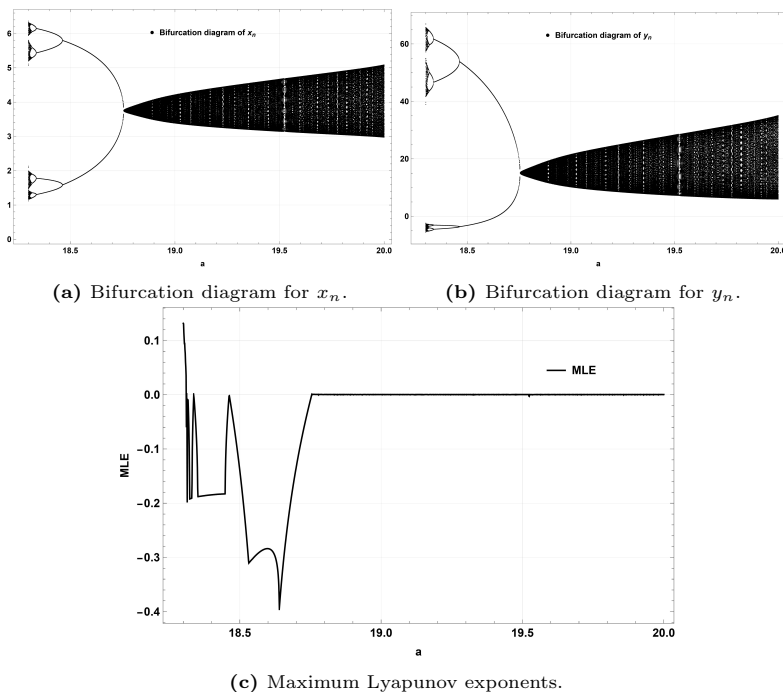 6
5
4
3
2
1
0
Bifurcation diagram of xₙ
18.5
19.0
19.5
20.0
a
60
40
20
0
Bifurcation diagram of yₙ
18.5
19.0
19.5
20.0
a
(a) Bifurcation diagram for xₙ.
(b) Bifurcation diagram for yₙ.
0.1
0.0
−0.1
−0.2
−0.3
−0.4
MLE
MLE
18.5
19.0
19.5
20.0
a
(c) Maximum Lyapunov exponents.